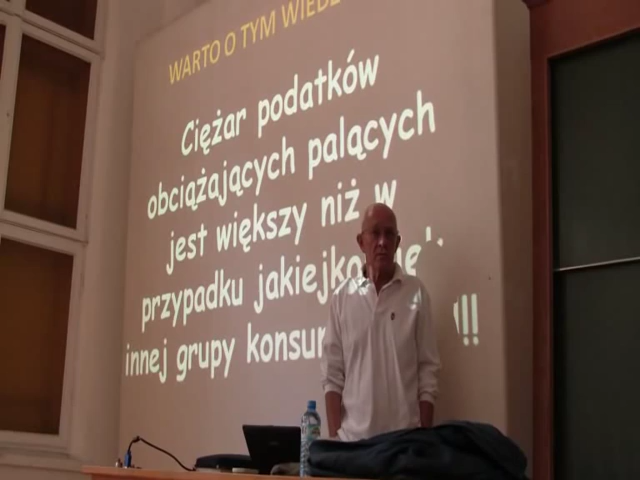 WARTO O TYM
Ciężar podatków
obciążających palących
jest większy niż w
przypadku
innej grupy !!!